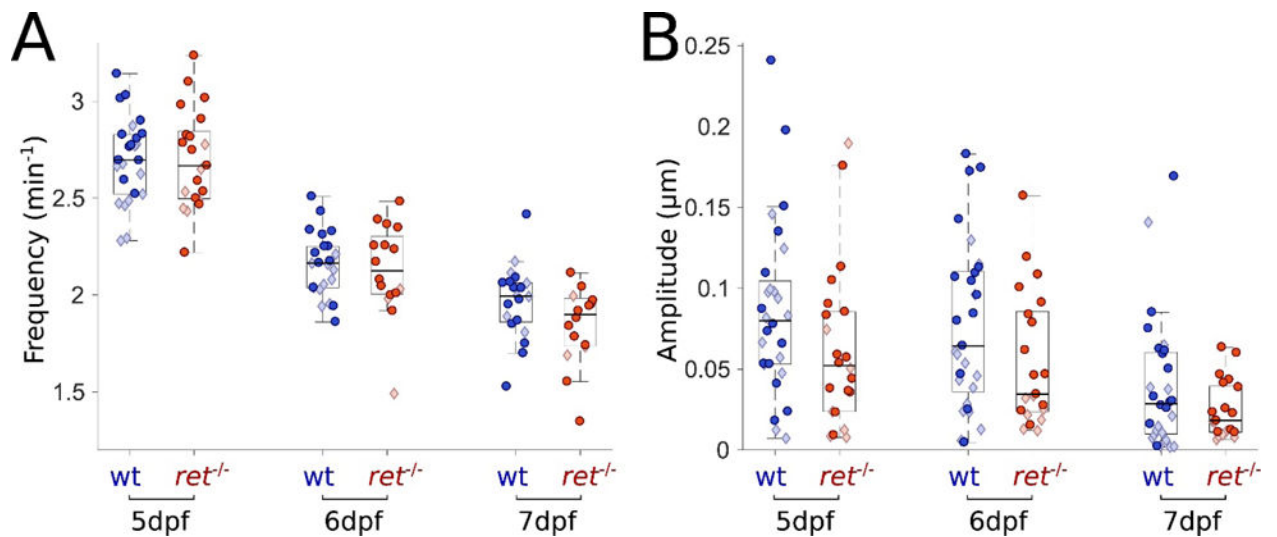 A
Frequency (min⁻¹)
3
2.5
2
1.5
wt ret⁻/⁻ wt ret⁻/⁻ wt ret⁻/⁻
5dpf 6dpf 7dpf
B
Amplitude (µm)
0.25
0.2
0.15
0.1
0.05
0
wt ret⁻/⁻ wt ret⁻/⁻ wt ret⁻/⁻
5dpf 6dpf 7dpf